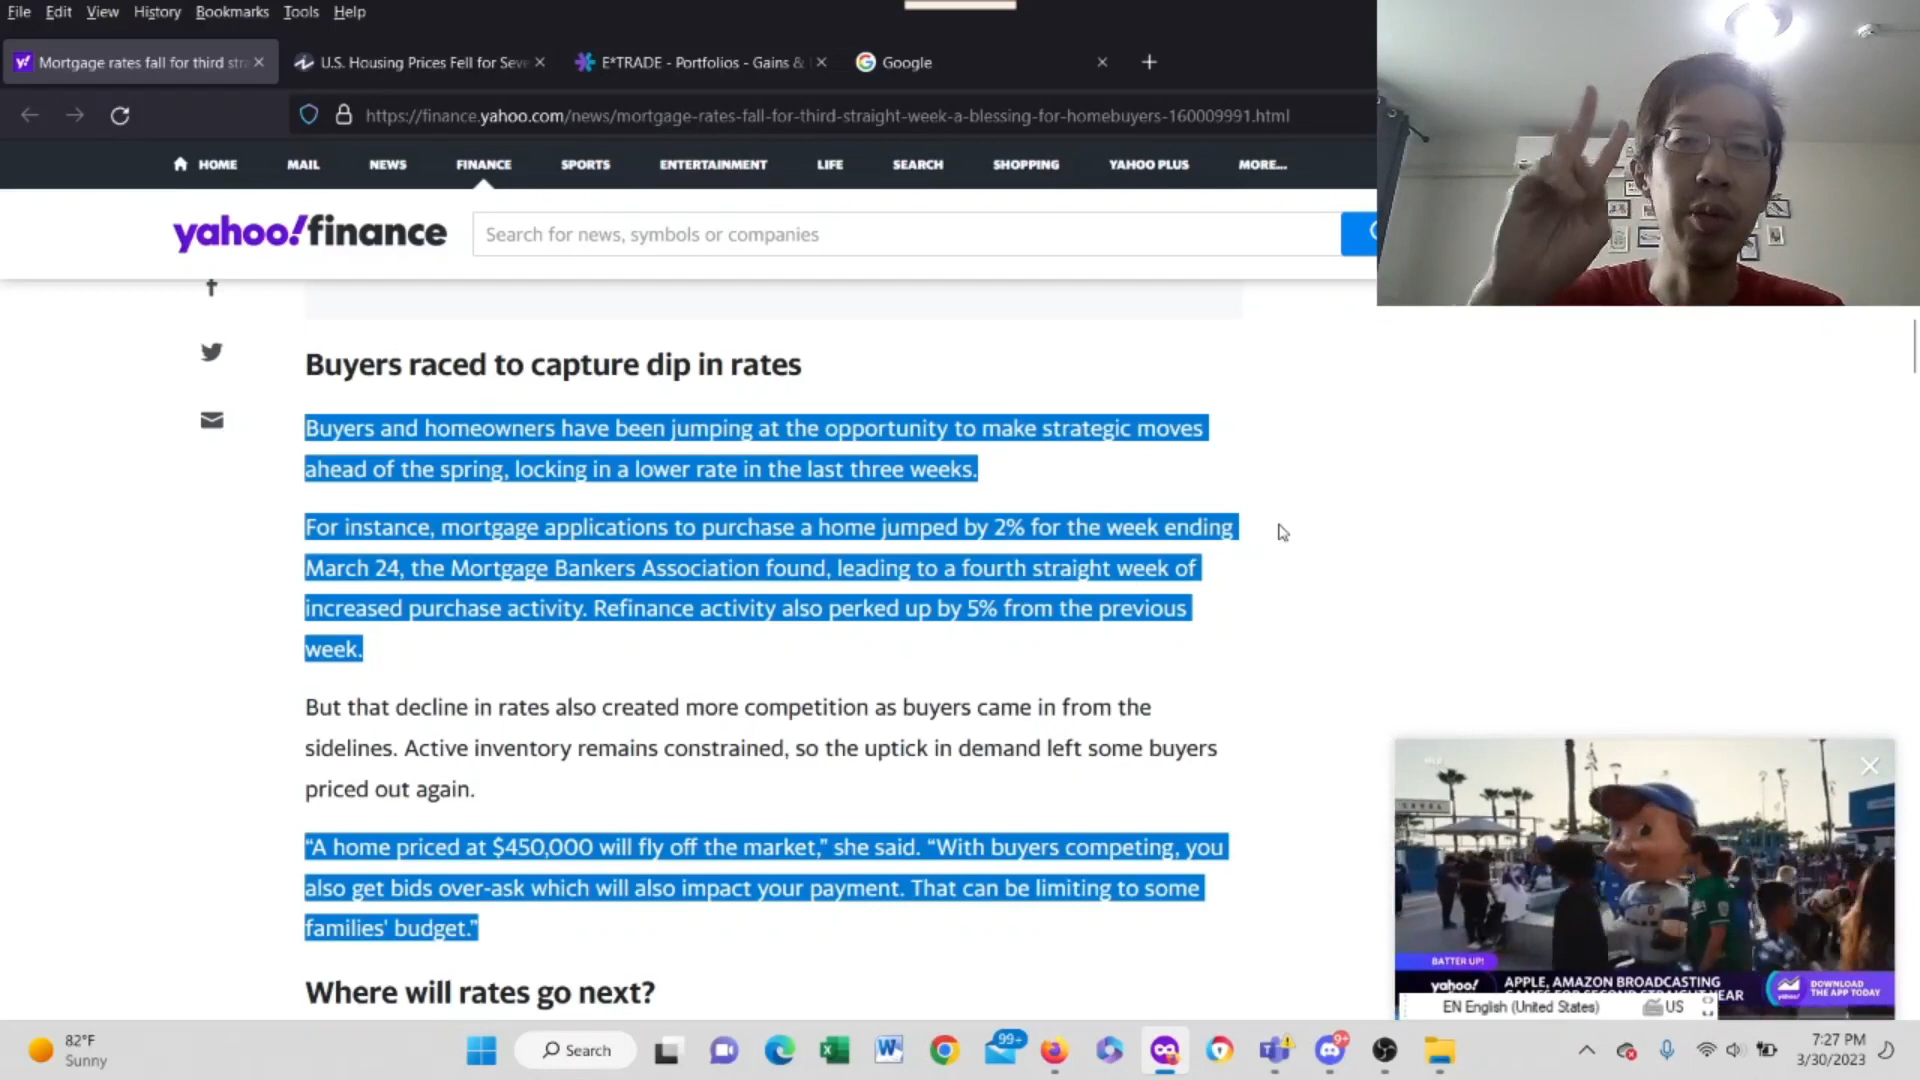 File Edit View History Bookmarks Tools Help
Mortgage rates fall for third stra
U.S. Housing Prices Fell for Seve
E*TRADE - Portfolios - Gains &
Google
https://finance.yahoo.com/news/mortgage-rates-fall-for-third-straight-week-a-blessing-for-homebuyers-160009991.html
HOME MAIL NEWS FINANCE SPORTS ENTERTAINMENT LIFE SEARCH SHOPPING YAHOO PLUS MORE...
yahoo!finance
Search for news, symbols or companies
Buyers raced to capture dip in rates
Buyers and homeowners have been jumping at the opportunity to make strategic moves
ahead of the spring, locking in a lower rate in the last three weeks.
For instance, mortgage applications to purchase a home jumped by 2% for the week ending
March 24, the Mortgage Bankers Association found, leading to a fourth straight week of
increased purchase activity. Refinance activity also perked up by 5% from the previous
week.
But that decline in rates also created more competition as buyers came in from the
sidelines. Active inventory remains constrained, so the uptick in demand left some buyers
priced out again.
“A home priced at $450,000 will fly off the market,” she said. “With buyers competing, you
also get bids over-ask which will also impact your payment. That can be limiting to some
families' budget.”
Where will rates go next?
BATTER UP!
yahoo!
APPLE, AMAZON BROADCASTING
GAMES FOR SECOND STRAIGHT YEAR
DOWNLOAD
THE APP TODAY
EN English (United States) US
82°F
Sunny
Search
99+
9+
7:27 PM
3/30/2023